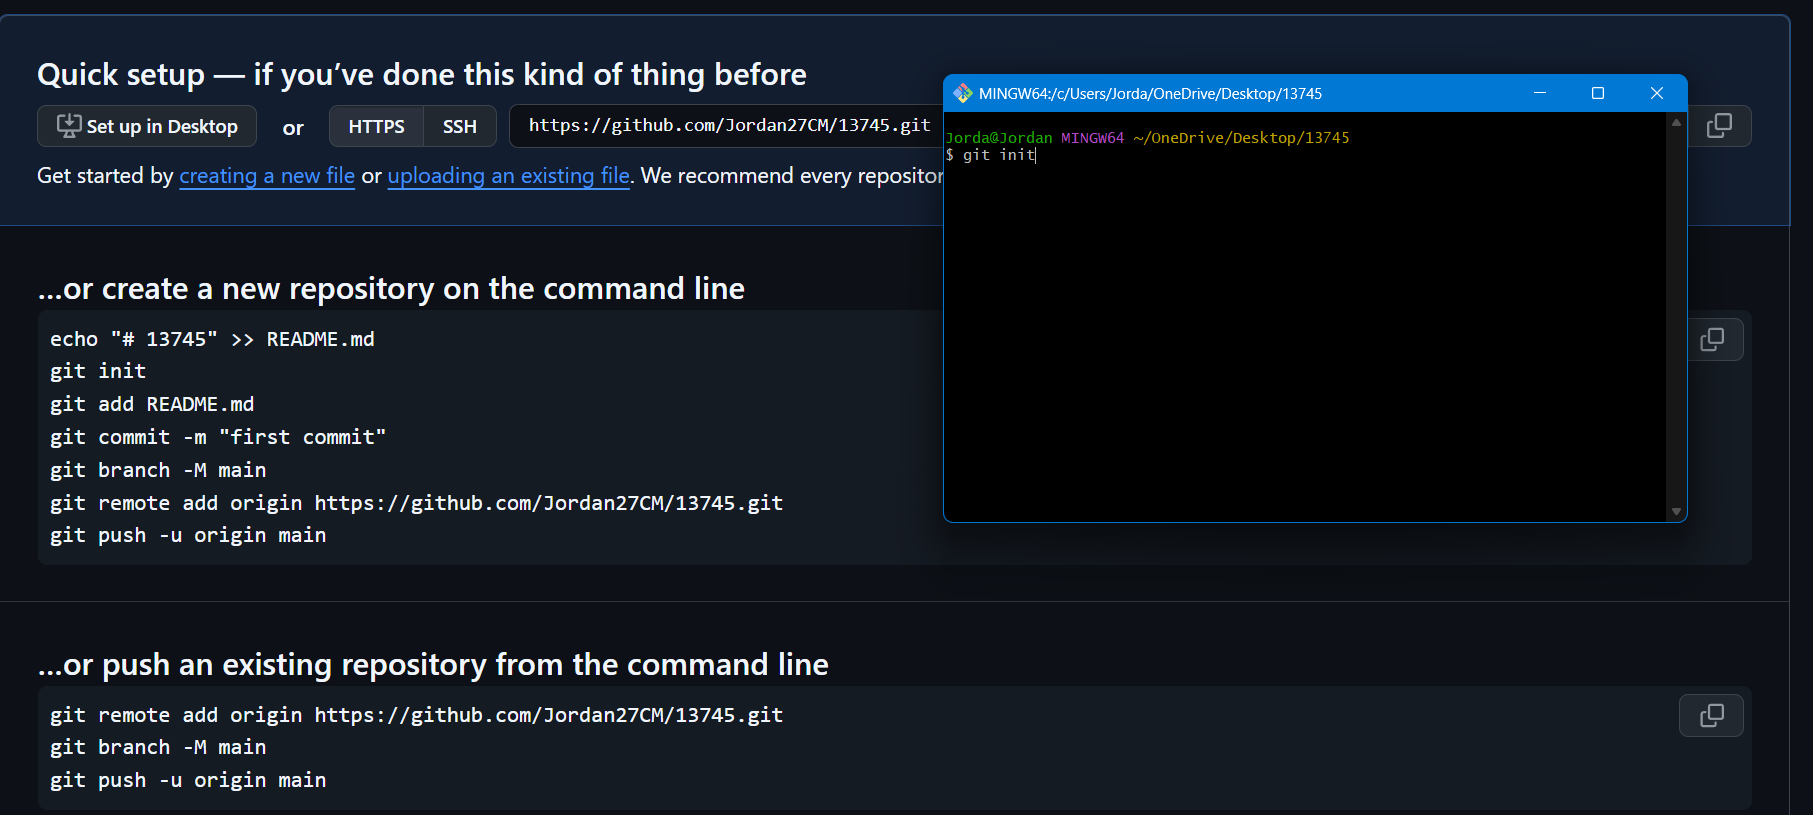 Quick setup — if you’ve done this kind of thing before
Set up in Desktop or HTTPS SSH https://github.com/Jordan27CM/13745.git
Get started by creating a new file or uploading an existing file. We recommend every
MINGW64:/c/Users/Jorda/OneDrive/Desktop/13745
Jorda@Jordan MINGW64 ~/OneDrive/Desktop/13745
$ git init
...or create a new repository on the command line
echo "# 13745" >> README.md
git init
git add README.md
git commit -m "first commit"
git branch -M main
git remote add origin https://github.com/Jordan27CM/13745.git
git push -u origin main
...or push an existing repository from the command line
git remote add origin https://github.com/Jordan27CM/13745.git
git branch -M main
git push -u origin main